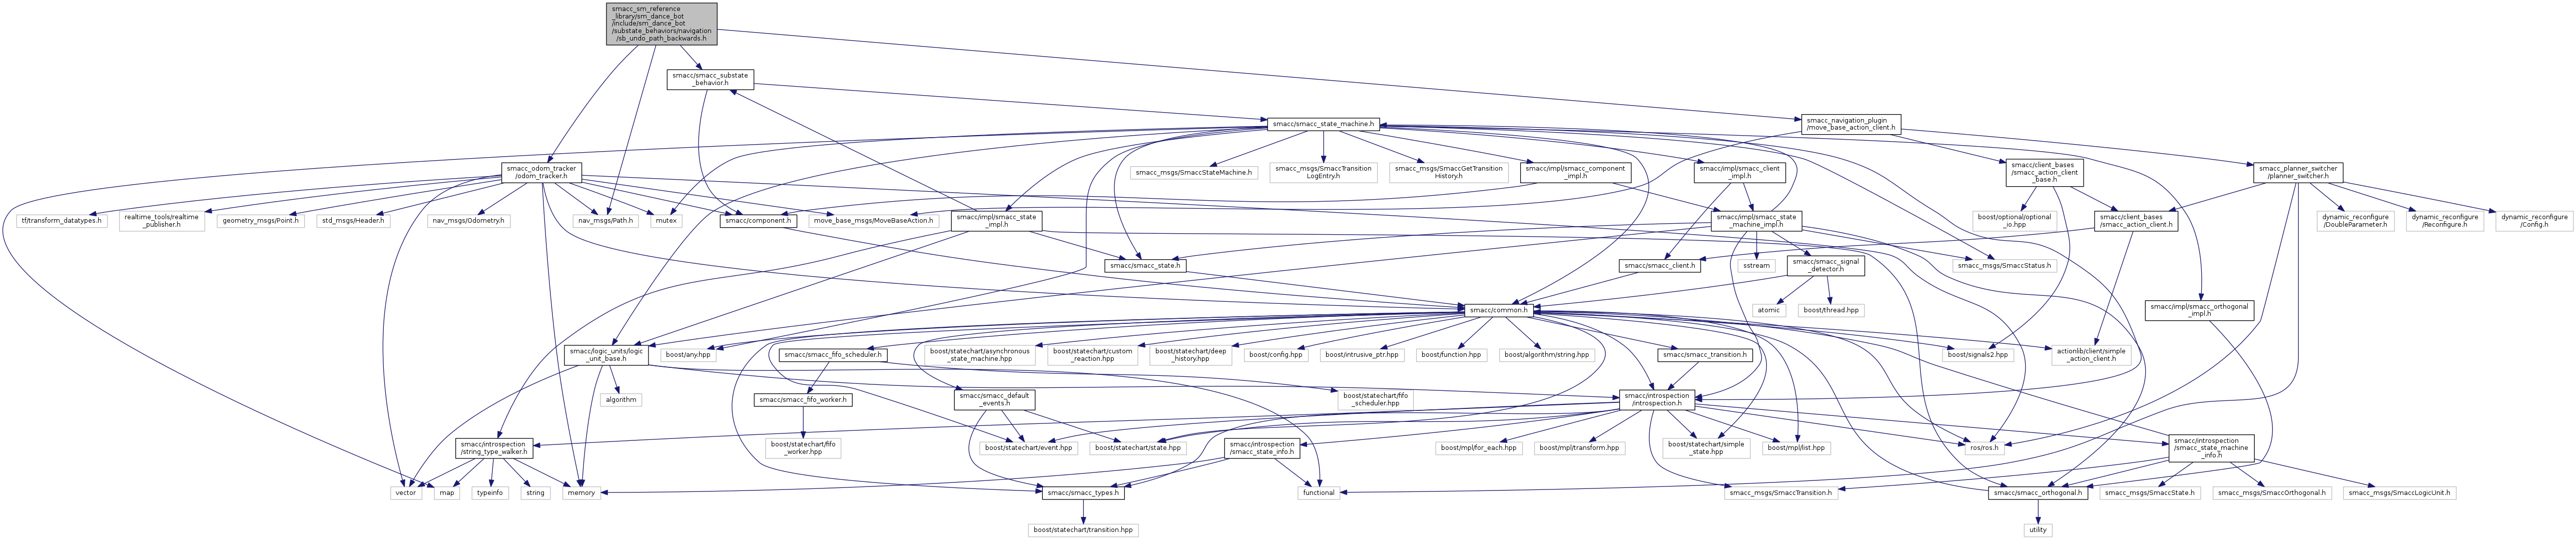 smacc_sm_reference
_library/sm_dance_bot
/include/sm_dance_bot
/substate_behaviors/navigation
/sb_undo_path_backwards.h
smacc/smacc_substate
_behavior.h
smacc/smacc_state_machine.h
smacc_navigation_plugin
/move_base_action_client.h
smacc_odom_tracker
/odom_tracker.h
smacc_msgs/SmaccStateMachine.h
smacc_msgs/SmaccTransition
LogEntry.h
smacc_msgs/SmaccGetTransition
History.h
smacc/impl/smacc_component
_impl.h
smacc/impl/smacc_client
_impl.h
smacc/client_bases
/smacc_action_client
_base.h
smacc_planner_switcher
/planner_switcher.h
tf/transform_datatypes.h
realtime_tools/realtime
_publisher.h
geometry_msgs/Point.h
std_msgs/Header.h
nav_msgs/Odometry.h
nav_msgs/Path.h
mutex
smacc/component.h
move_base_msgs/MoveBaseAction.h
smacc/impl/smacc_state
_impl.h
smacc/impl/smacc_state
_machine_impl.h
boost/optional/optional
_io.hpp
smacc/client_bases
/smacc_action_client.h
dynamic_reconfigure
/DoubleParameter.h
dynamic_reconfigure
/Reconfigure.h
dynamic_reconfigure
/Config.h
smacc/smacc_state.h
smacc/smacc_client.h
sstream
smacc/smacc_signal
_detector.h
smacc_msgs/SmaccStatus.h
smacc/common.h
atomic
boost/thread.hpp
smacc/impl/smacc_orthogonal
_impl.h
smacc/logic_units/logic
_unit_base.h
boost/any.hpp
smacc/smacc_fifo_scheduler.h
boost/statechart/asynchronous
_state_machine.hpp
boost/statechart/custom
_reaction.hpp
boost/statechart/deep
_history.hpp
boost/config.hpp
boost/intrusive_ptr.hpp
boost/function.hpp
boost/algorithm/string.hpp
smacc/smacc_transition.h
boost/signals2.hpp
actionlib/client/simple
_action_client.h
algorithm
smacc/smacc_fifo_worker.h
smacc/smacc_default
_events.h
boost/statechart/fifo
_scheduler.hpp
smacc/introspection
/introspection.h
smacc/introspection
/string_type_walker.h
boost/statechart/fifo
_worker.hpp
boost/statechart/event.hpp
boost/statechart/state.hpp
smacc/introspection
/smacc_state_info.h
boost/mpl/for_each.hpp
boost/mpl/transform.hpp
boost/statechart/simple
_state.hpp
boost/mpl/list.hpp
ros/ros.h
smacc/introspection
/smacc_state_machine
_info.h
vector
map
typeinfo
string
memory
smacc/smacc_types.h
functional
smacc_msgs/SmaccTransition.h
smacc/smacc_orthogonal.h
smacc_msgs/SmaccState.h
smacc_msgs/SmaccOrthogonal.h
smacc_msgs/SmaccLogicUnit.h
boost/statechart/transition.hpp
utility